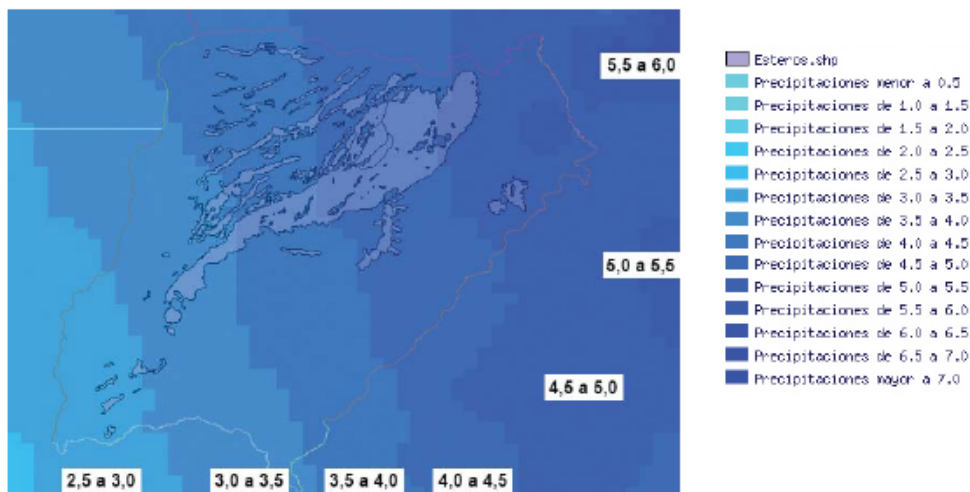 5,5 a 6,0
5,0 a 5,5
4,5 a 5,0
2,5 a 3,0
3,0 a 3,5
3,5 a 4,0
4,0 a 4,5
Esteros.shp
Precipitaciones menor a 0.5
Precipitaciones de 1.0 a 1.5
Precipitaciones de 1.5 a 2.0
Precipitaciones de 2.0 a 2.5
Precipitaciones de 2.5 a 3.0
Precipitaciones de 3.0 a 3.5
Precipitaciones de 3.5 a 4.0
Precipitaciones de 4.0 a 4.5
Precipitaciones de 4.5 a 5.0
Precipitaciones de 5.0 a 5.5
Precipitaciones de 5.5 a 6.0
Precipitaciones de 6.0 a 6.5
Precipitaciones de 6.5 a 7.0
Precipitaciones mayor a 7.0